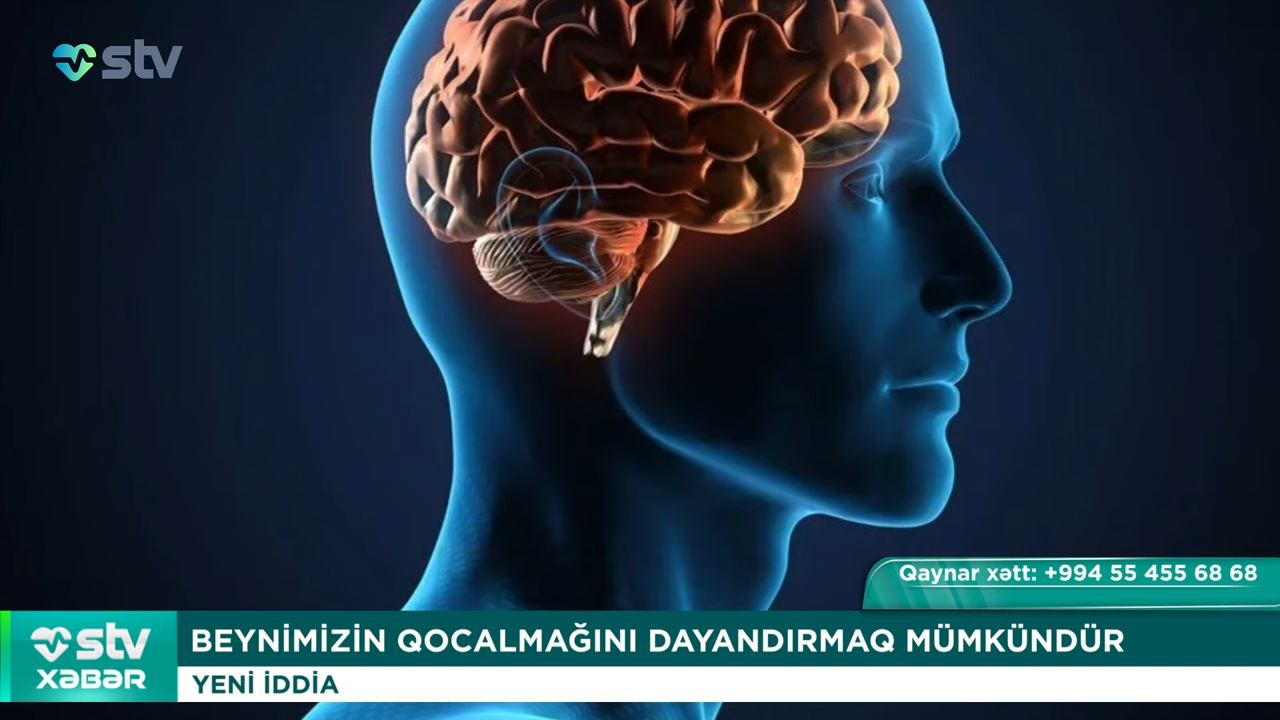 stv
Qaynar xətt: +994 55 455 68 68
stv
XƏBƏR
BEYNİMİZİN QOCALMAĞINI DAYANDIRMAQ MÜMKÜNDÜR
YENİ İDDİA